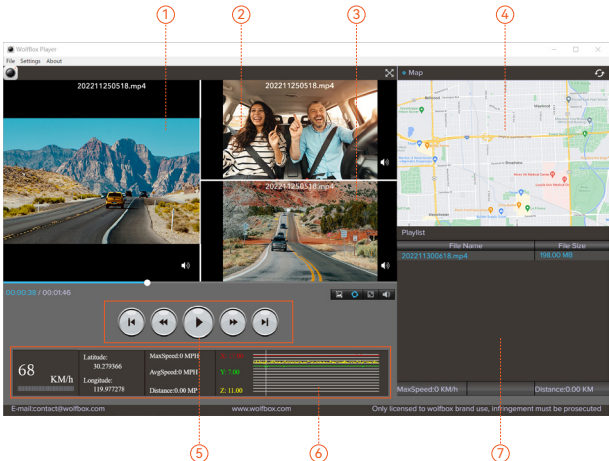 1
2
3
4
Wolfbox Player
File Settings About
Map
202211250518.mp4
202211250518.mp4
202211250518.mp4
Playlist
File Name File Size
202211300618.mp4 198.00 MB
00:00:38 / 00:01:46
68 KM/h
Latitude:
30.279366
Longitude:
119.977278
MaxSpeed:0 MPH
AvgSpeed:0 MPH
Distance:0.00 MP
Y: 7.00
Z: 11.00
MaxSpeed:0 KM/h Distance:0.00 KM
E-mail:contact@wolfbox.com www.wolfbox.com Only licensed to wolfbox brand use, infringement must be prosecuted
5
6
7